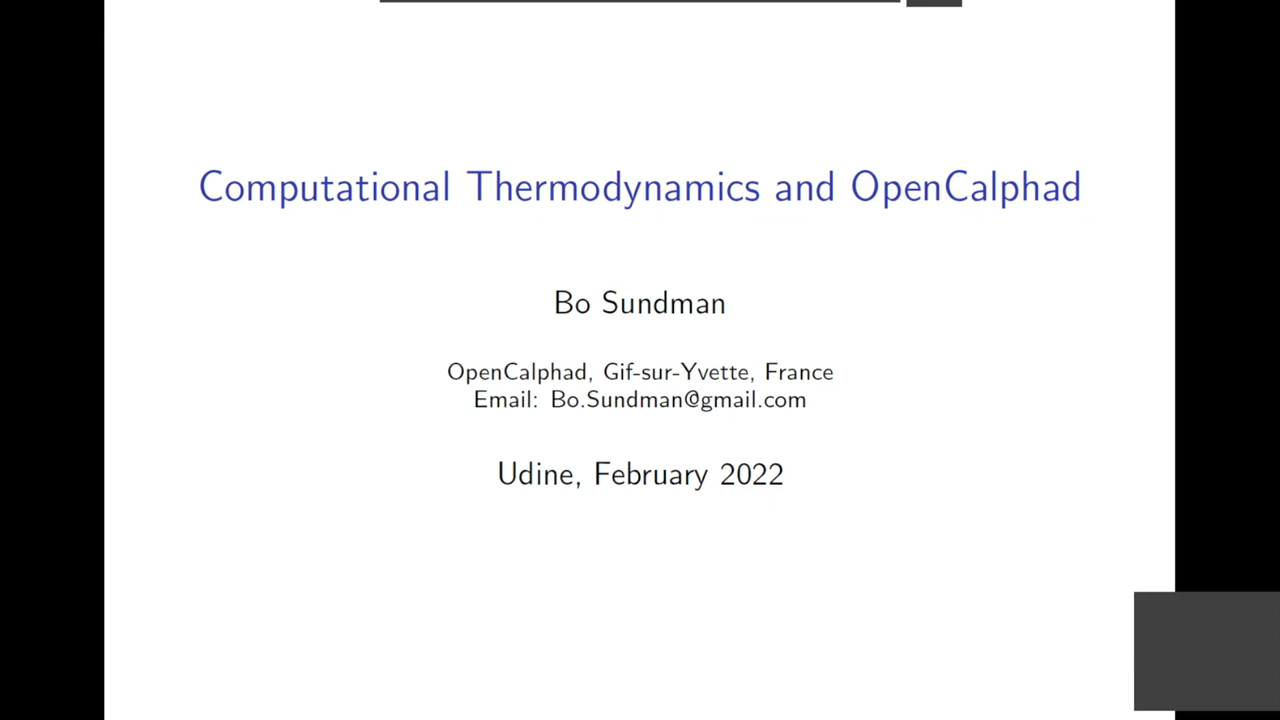 Computational Thermodynamics and OpenCalphad
Bo Sundman
OpenCalphad, Gif-sur-Yvette, France
Email: Bo.Sundman@gmail.com
Udine, February 2022